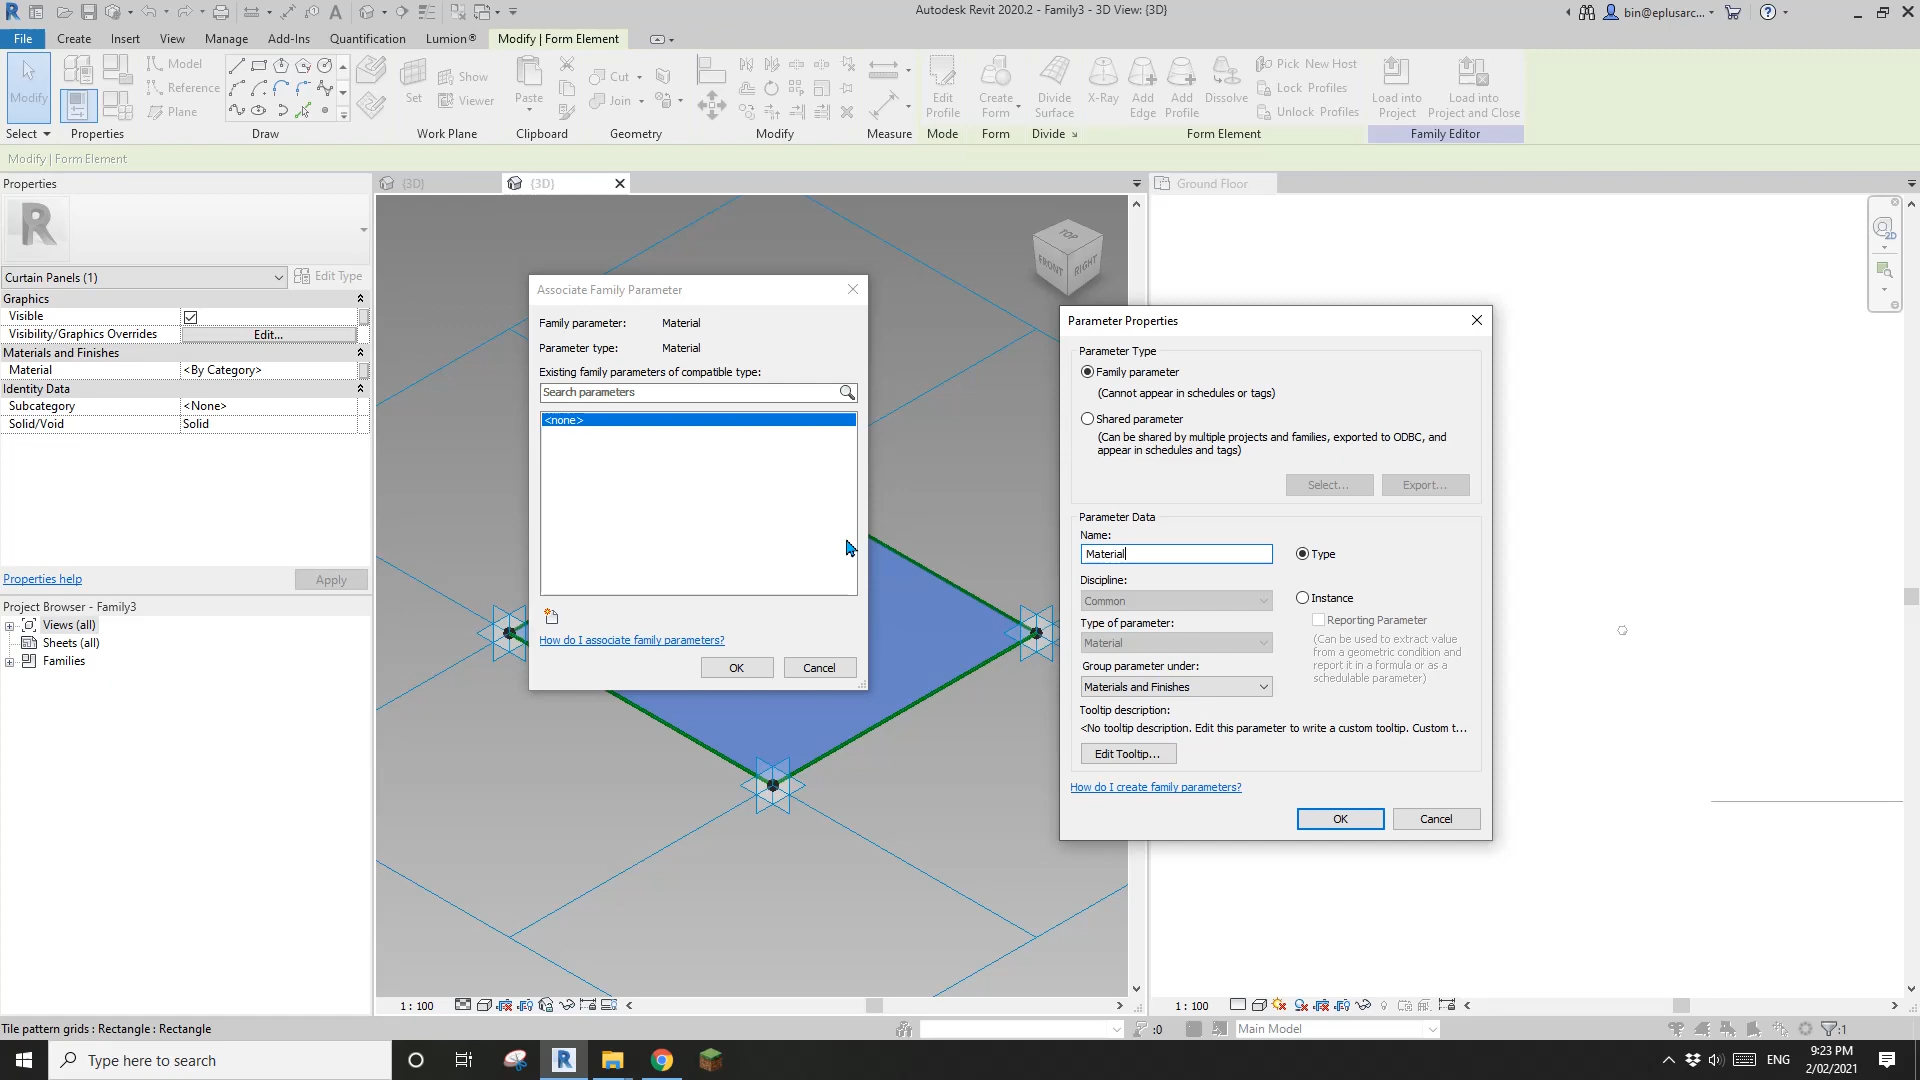 Autodesk Revit 2020.2 - Family3 - 3D View: {3D}
bin@eplusarc...
File
Create
Insert
View
Manage
Add-Ins
Quantification
Lumion®
Modify | Form Element
Modify
Model
Reference
Plane
Set
Show
Viewer
Paste
Cut
Join
Edit
Profile
Create
Form
Divide
Surface
X-Ray
Add
Edge
Add
Profile
Dissolve
Pick New Host
Lock Profiles
Unlock Profiles
Load into
Project
Load into
Project and Close
Select
Properties
Draw
Work Plane
Clipboard
Geometry
Modify
Measure
Mode
Form
Divide
Form Element
Family Editor
Modify | Form Element
Properties
{3D}
{3D}
Ground Floor
R
Curtain Panels (1)
Edit Type
Graphics
Visible
Visibility/Graphics Overrides
Edit...
Materials and Finishes
Material
<By Category>
Identity Data
Subcategory
<None>
Solid/Void
Solid
Properties help
Apply
Project Browser - Family3
Views (all)
Sheets (all)
Families
TOP
FRONT
RIGHT
2D
Associate Family Parameter
Family parameter:
Material
Parameter type:
Material
Existing family parameters of compatible type:
Search parameters
<none>
How do I associate family parameters?
OK
Cancel
Parameter Properties
Parameter Type
Family parameter
(Cannot appear in schedules or tags)
Shared parameter
(Can be shared by multiple projects and families, exported to ODBC, and
appear in schedules and tags)
Select...
Export...
Parameter Data
Name:
Material
Type
Discipline:
Common
Instance
Type of parameter:
Reporting Parameter
Material
(Can be used to extract value
from a geometric condition and
report it in a formula or as a
schedulable parameter)
Group parameter under:
Materials and Finishes
Tooltip description:
<No tooltip description. Edit this parameter to write a custom tooltip. Custom t...
Edit Tooltip...
How do I create family parameters?
OK
Cancel
1 : 100
1 : 100
Tile pattern grids : Rectangle : Rectangle
:0
Main Model
:1
Type here to search
ENG
9:23 PM
2/02/2021